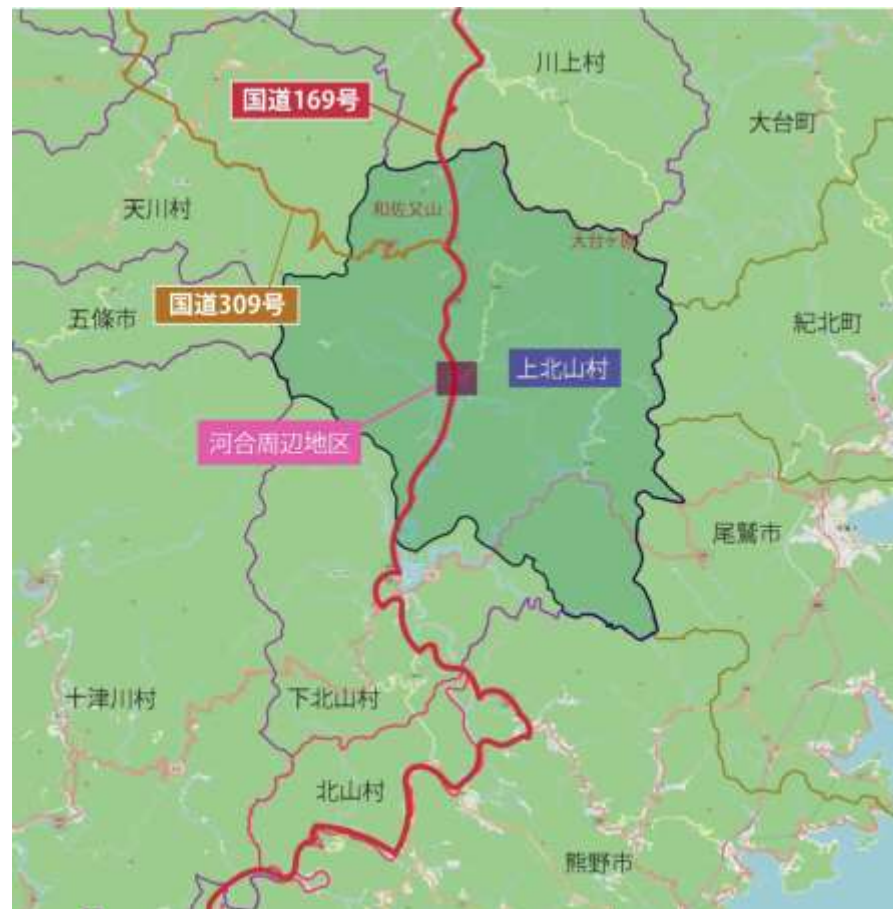 川上村
国道169号
大台町
天川村
和佐又山
大台ヶ原
国道309号
五條市
紀北町
上北山村
河合周辺地区
尾鷲市
十津川村
下北山村
北山村
熊野市